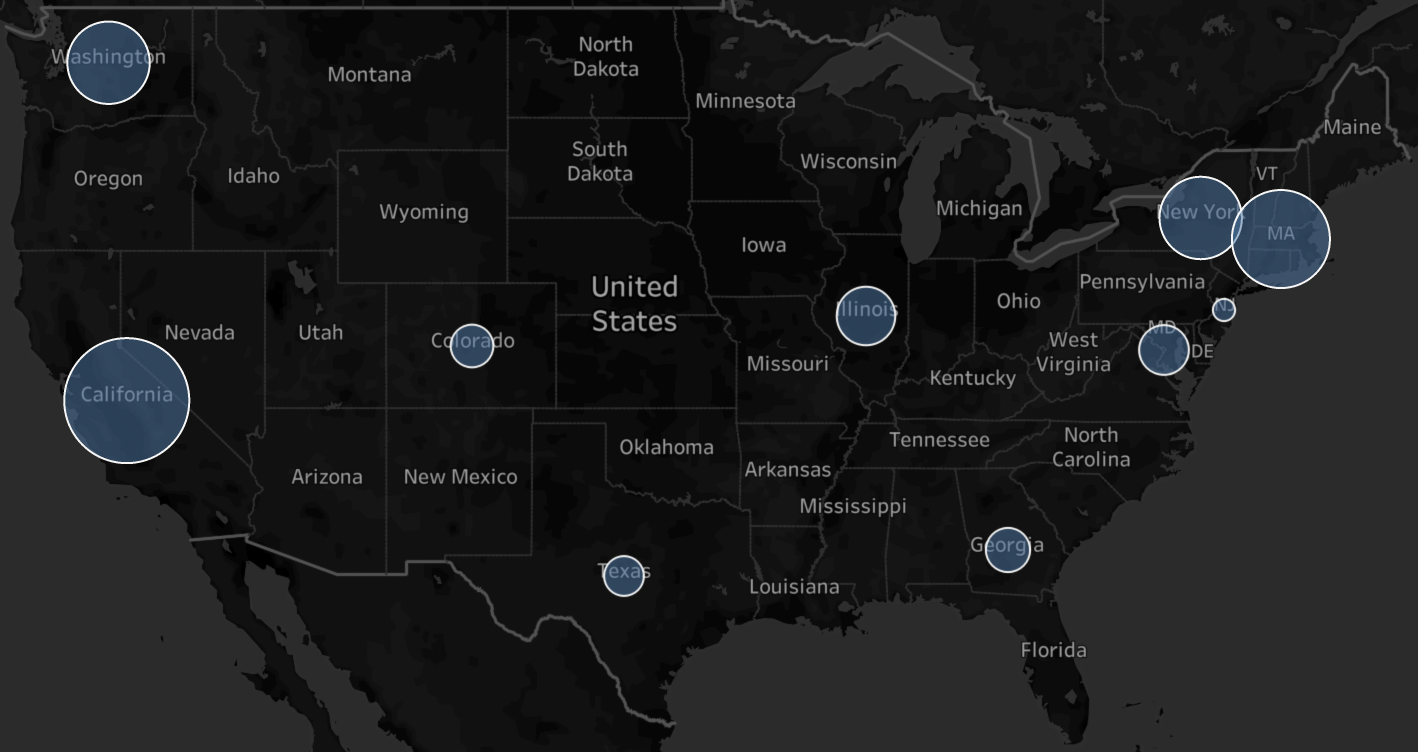 Washington
Montana
North
Dakota
Minnesota
Maine
Oregon
Idaho
South
Dakota
Wisconsin
VT
Wyoming
Michigan
New York
MA
Iowa
United
States
Pennsylvania
Nevada
Utah
Colorado
Illinois
Ohio
NJ
MD
DE
West
Virginia
Missouri
Kentucky
California
Oklahoma
Tennessee
North
Carolina
Arizona
New Mexico
Arkansas
Mississippi
Texas
Georgia
Louisiana
Florida